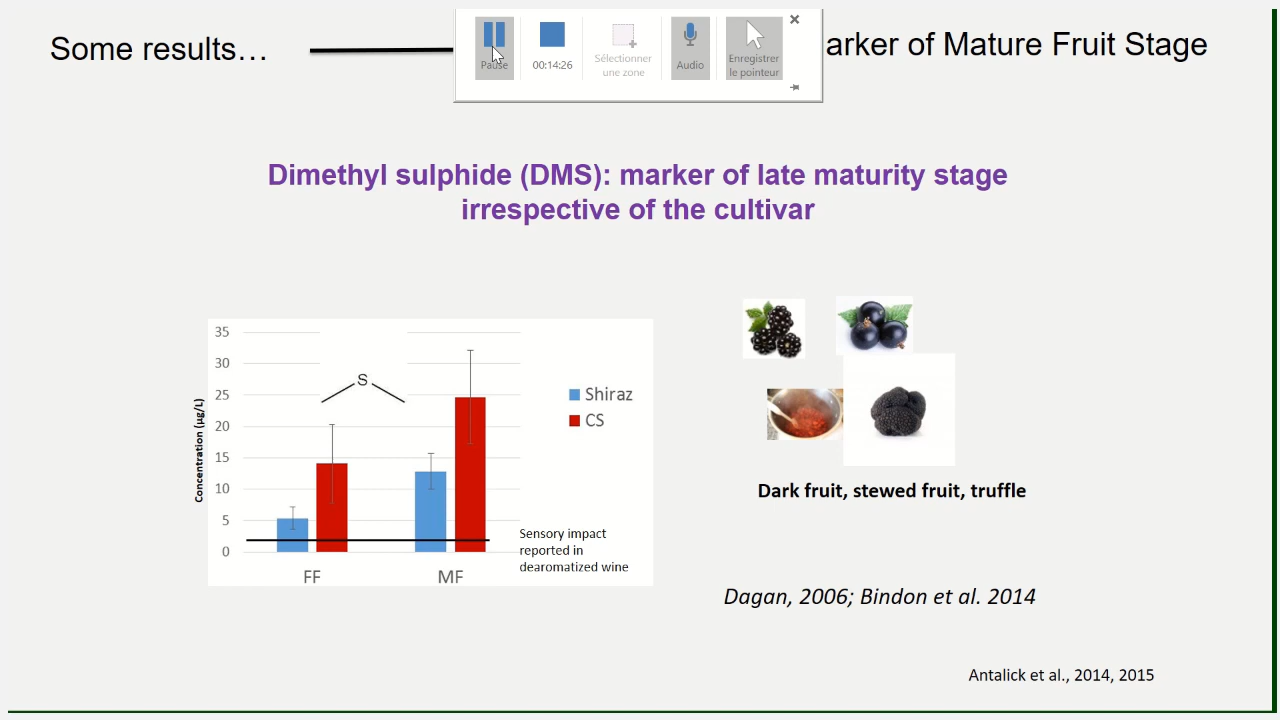 Some results…
arker of Mature Fruit Stage
Pause
00:14:26
Sélectionner
une zone
Audio
Enregistrer
le pointeur
Dimethyl sulphide (DMS): marker of late maturity stage
irrespective of the cultivar
35
30
25
20
15
10
5
0
Concentration (µg/L)
S
Shiraz
CS
FF
MF
Sensory impact
reported in
dearomatized wine
Dark fruit, stewed fruit, truffle
Dagan, 2006; Bindon et al. 2014
Antalick et al., 2014, 2015